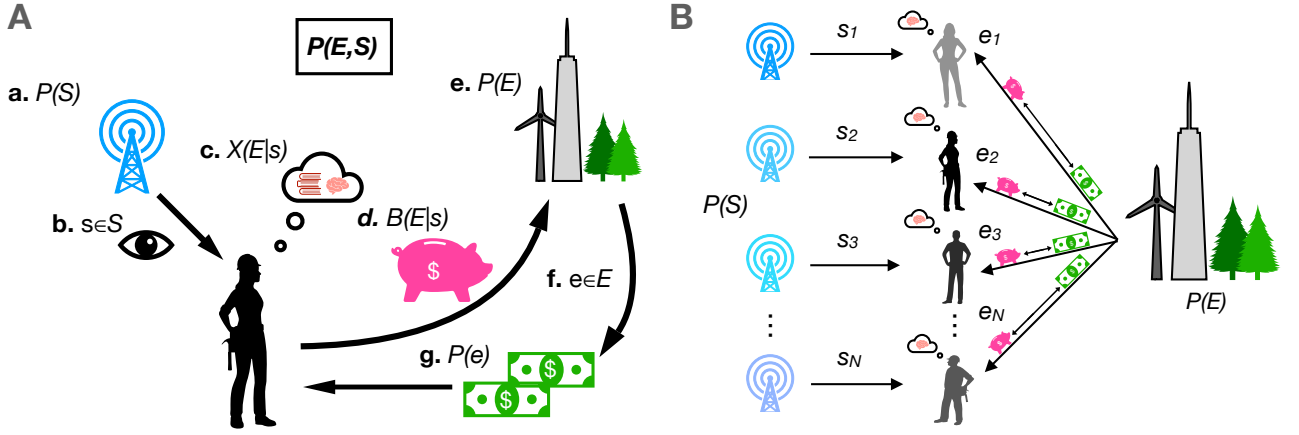 A
P(E,S)
a. P(S)
e. P(E)
c. X(E|s)
b. s∈S
d. B(E|s)
$
f. e∈E
g. P(e)
$
$
B
s1
e1
$
s2
e2
$
P(S)
s3
e3
$
eN
$
P(E)
⋮
⋮
sN